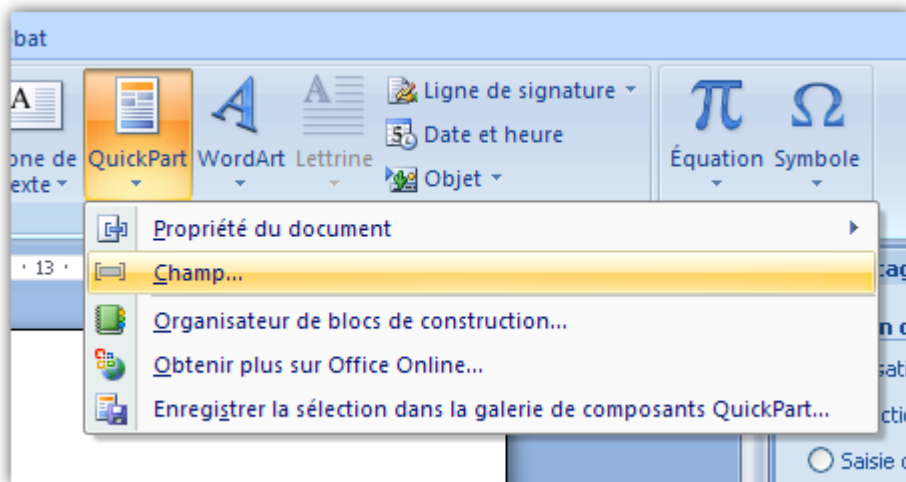 bat
A
one de
exte
QuickPart
WordArt
Lettrine
Ligne de signature
Date et heure
Objet
π
Équation
Ω
Symbole
Propriété du document
· 13 ·
Champ...
Organisateur de blocs de construction...
Obtenir plus sur Office Online...
Enregistrer la sélection dans la galerie de composants QuickPart...
Saisie